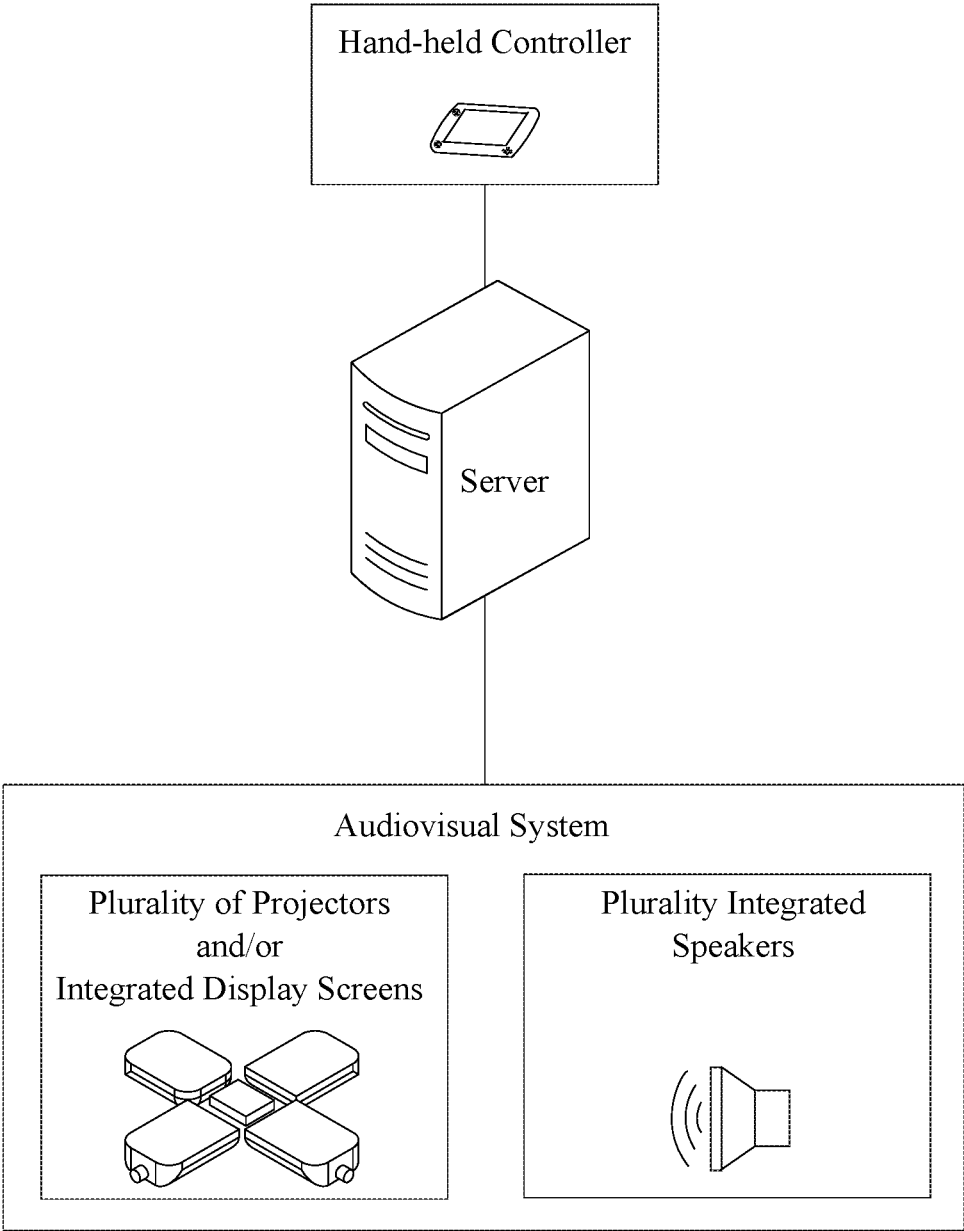 Hand-held Controller
Server
Audiovisual System
Plurality of Projectors
and/or
Integrated Display Screens
Plurality Integrated
Speakers